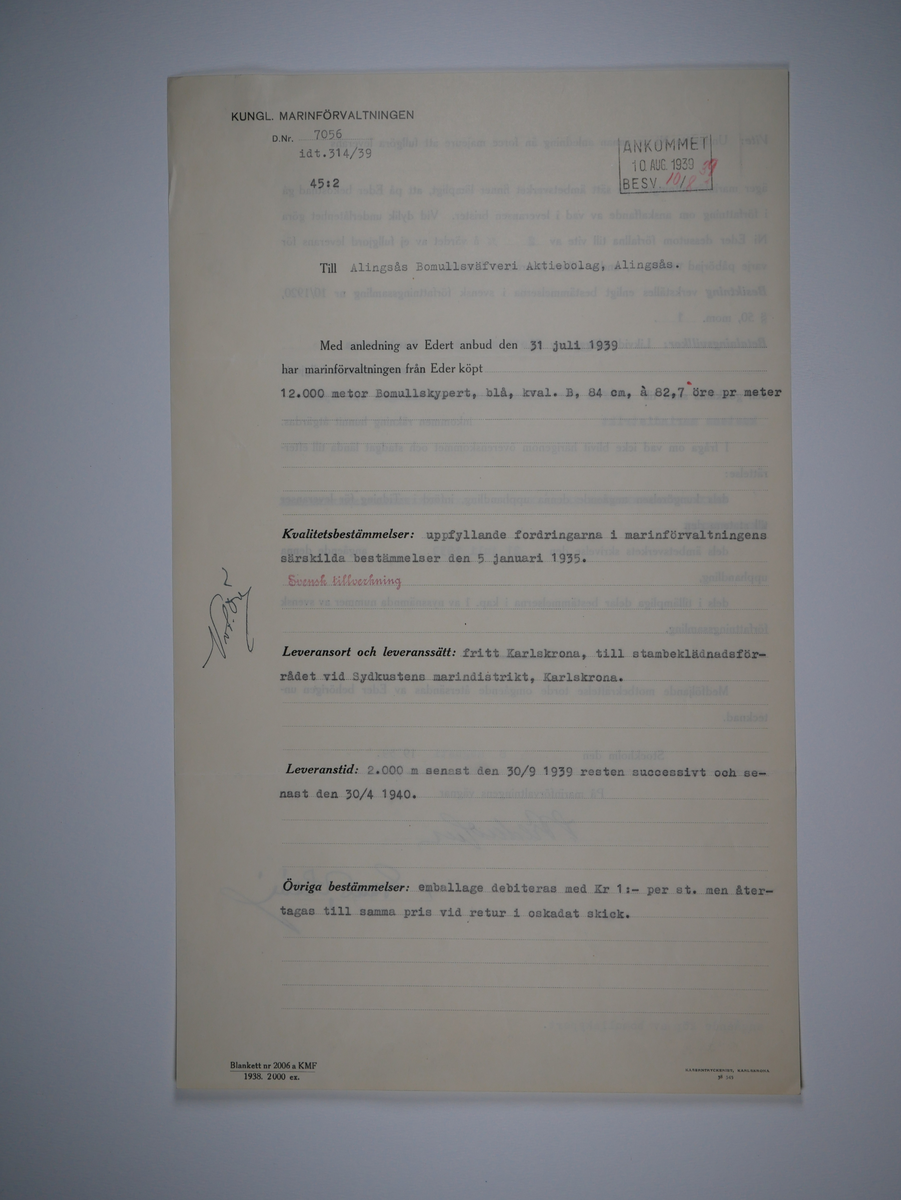 KUNGL. MARINFÖRVALTNINGEN
D.Nr. 7056
idt.314/39
45:2
ANKOMMET
10 AUG. 1939
BESV. 10/8 39
Till Alingsås Bomullsväfveri Aktiebolag, Alingsås.
Med anledning av Edert anbud den 31 juli 1939
har marinförvaltningen från Eder köpt
12.000 meter Bomullskypert, blå, kval. B, 84 cm, à 82,7 öre pr meter
Kvalitetsbestämmelser: uppfyllande fordringarna i marinförvaltningens
särskilda bestämmelser den 5 januari 1935.
Svensk tillverkning
Leveransort och leveranssätt: fritt Karlskrona, till stambeklädnadsför-
rådet vid Sydkustens marindistrikt, Karlskrona.
Leveranstid: 2.000 m senast den 30/9 1939 resten successivt och se-
nast den 30/4 1940.
Övriga bestämmelser: emballage debiteras med Kr 1:- per st. men åter-
tagas till samma pris vid retur i oskadat skick.
Blankett nr 2006 a KMF
1938. 2000 ex.